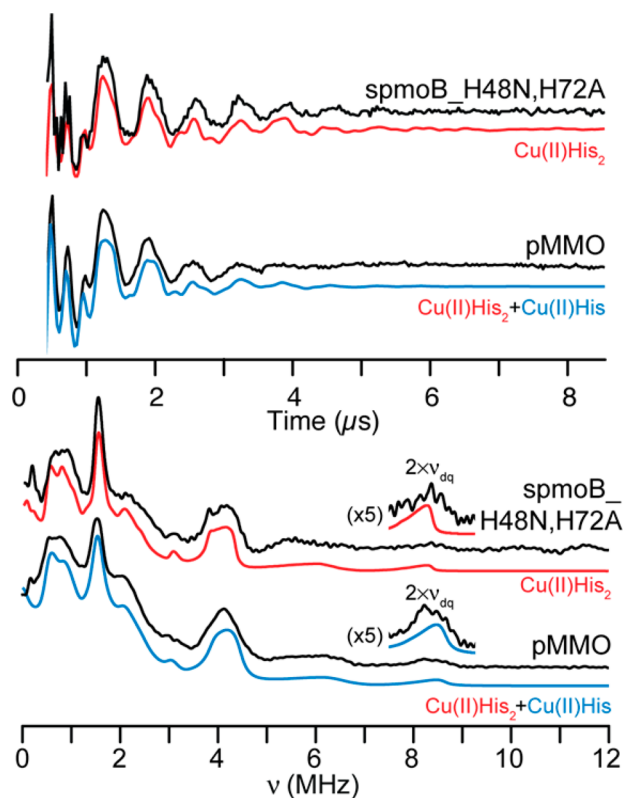 spmoB_H48N,H72A
Cu(II)His₂
pMMO
Cu(II)His₂+Cu(II)His
0 2 4 6 8
Time (μs)
2×ν_dq
(x5)
spmoB_
H48N,H72A
Cu(II)His₂
2×ν_dq
(x5)
pMMO
Cu(II)His₂+Cu(II)His
0 2 4 6 8 10 12
ν (MHz)